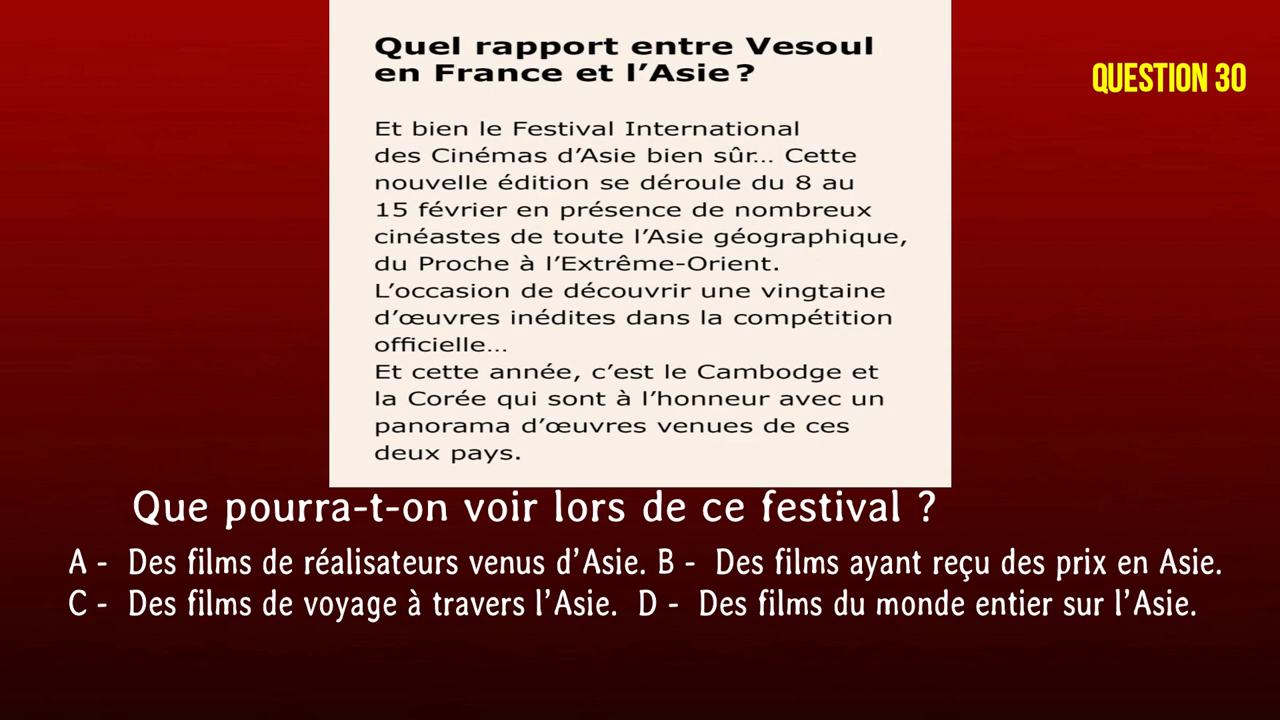 Quel rapport entre Vesoul
en France et l'Asie ?
QUESTION 30
Et bien le Festival International
des Cinémas d'Asie bien sûr... Cette
nouvelle édition se déroule du 8 au
15 février en présence de nombreux
cinéastes de toute l'Asie géographique,
du Proche à l'Extrême-Orient.
L'occasion de découvrir une vingtaine
d'œuvres inédites dans la compétition
officielle...
Et cette année, c'est le Cambodge et
la Corée qui sont à l'honneur avec un
panorama d'œuvres venues de ces
deux pays.
Que pourra-t-on voir lors de ce festival ?
A - Des films de réalisateurs venus d'Asie. B - Des films ayant reçu des prix en Asie.
C - Des films de voyage à travers l'Asie. D - Des films du monde entier sur l'Asie.